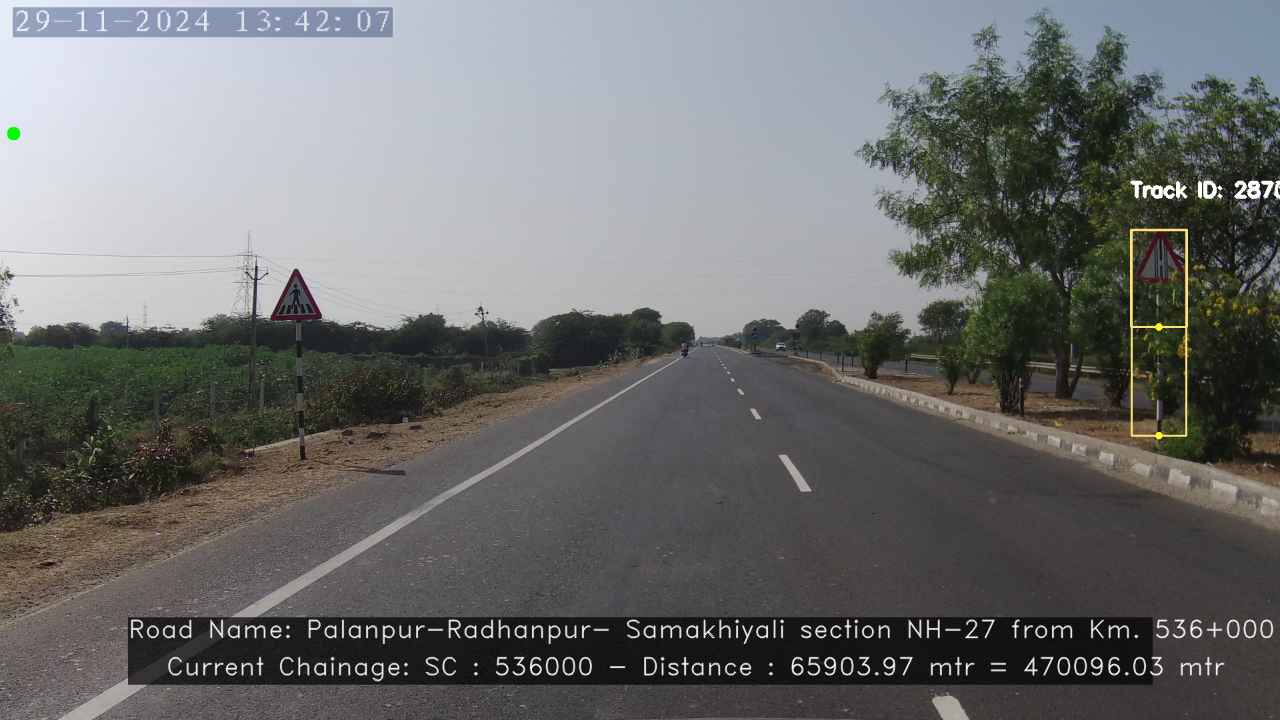 29-11-2024 13:42:07
Track ID: 287
Road Name: Palanpur-Radhanpur- Samakhiyali section NH-27 from Km. 536+000
Current Chainage: SC : 536000 - Distance : 65903.97 mtr = 470096.03 mtr